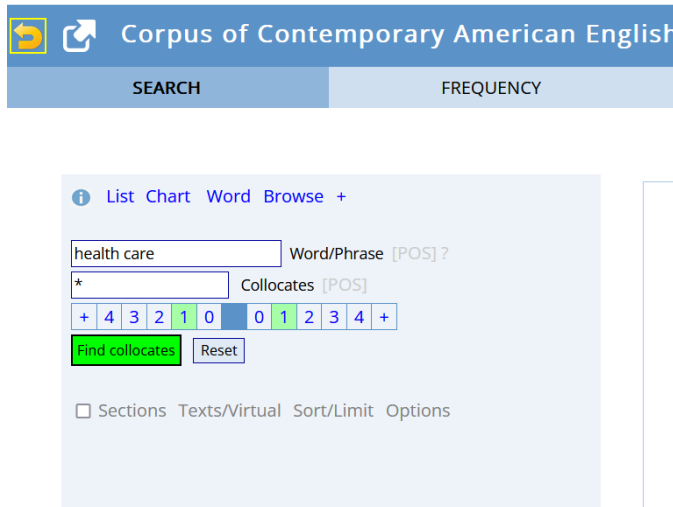 Corpus of Contemporary American English
SEARCH FREQUENCY
i List Chart Word Browse +
health care Word/Phrase [POS] ?
* Collocates [POS]
+ 4 3 2 1 0 0 1 2 3 4 +
Find collocates Reset
Sections Texts/Virtual Sort/Limit Options